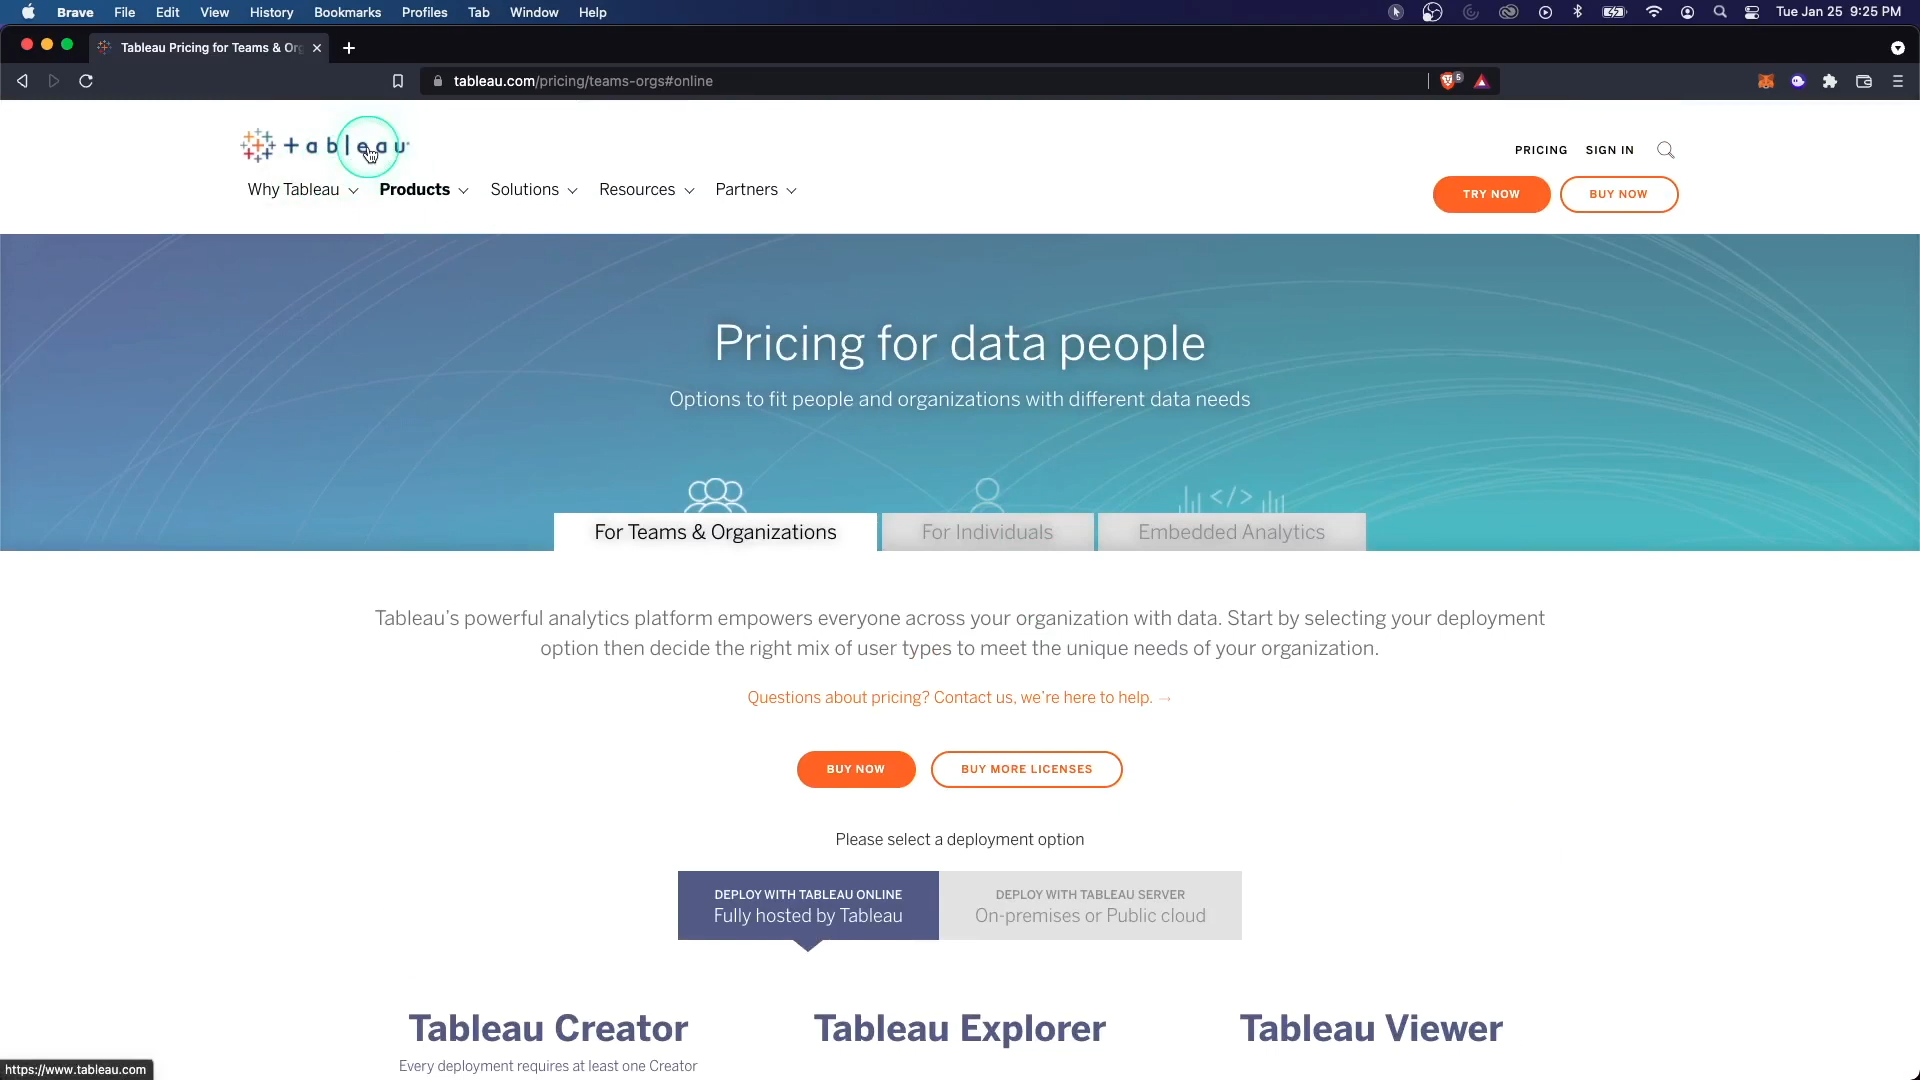 Brave File Edit View History Bookmarks Profiles Tab Window Help Tue Jan 25 9:25 PM
Tableau Pricing for Teams & Or
tableau.com/pricing/teams-orgs#online 5
+ a b l e a u
PRICING SIGN IN
Why Tableau Products Solutions Resources Partners
TRY NOW BUY NOW
Pricing for data people
Options to fit people and organizations with different data needs
</>
For Teams & Organizations For Individuals Embedded Analytics
Tableau's powerful analytics platform empowers everyone across your organization with data. Start by selecting your deployment
option then decide the right mix of user types to meet the unique needs of your organization.
Questions about pricing? Contact us, we're here to help. →
BUY NOW BUY MORE LICENSES
Please select a deployment option
DEPLOY WITH TABLEAU ONLINE
Fully hosted by Tableau
DEPLOY WITH TABLEAU SERVER
On-premises or Public cloud
Tableau Creator
Every deployment requires at least one Creator
Tableau Explorer
Tableau Viewer
https://www.tableau.com